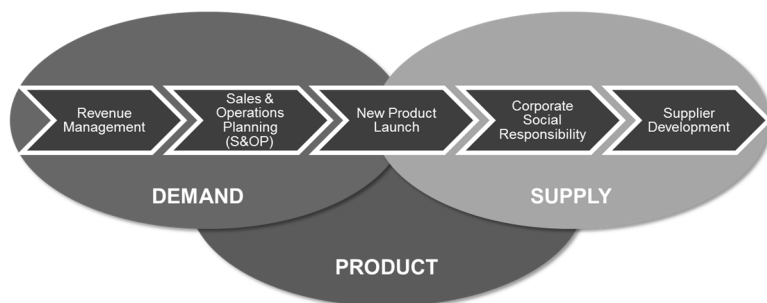 Revenue
Management
Sales &
Operations
Planning
(S&OP)
New Product
Launch
Corporate
Social
Responsibility
Supplier
Development
DEMAND
SUPPLY
PRODUCT